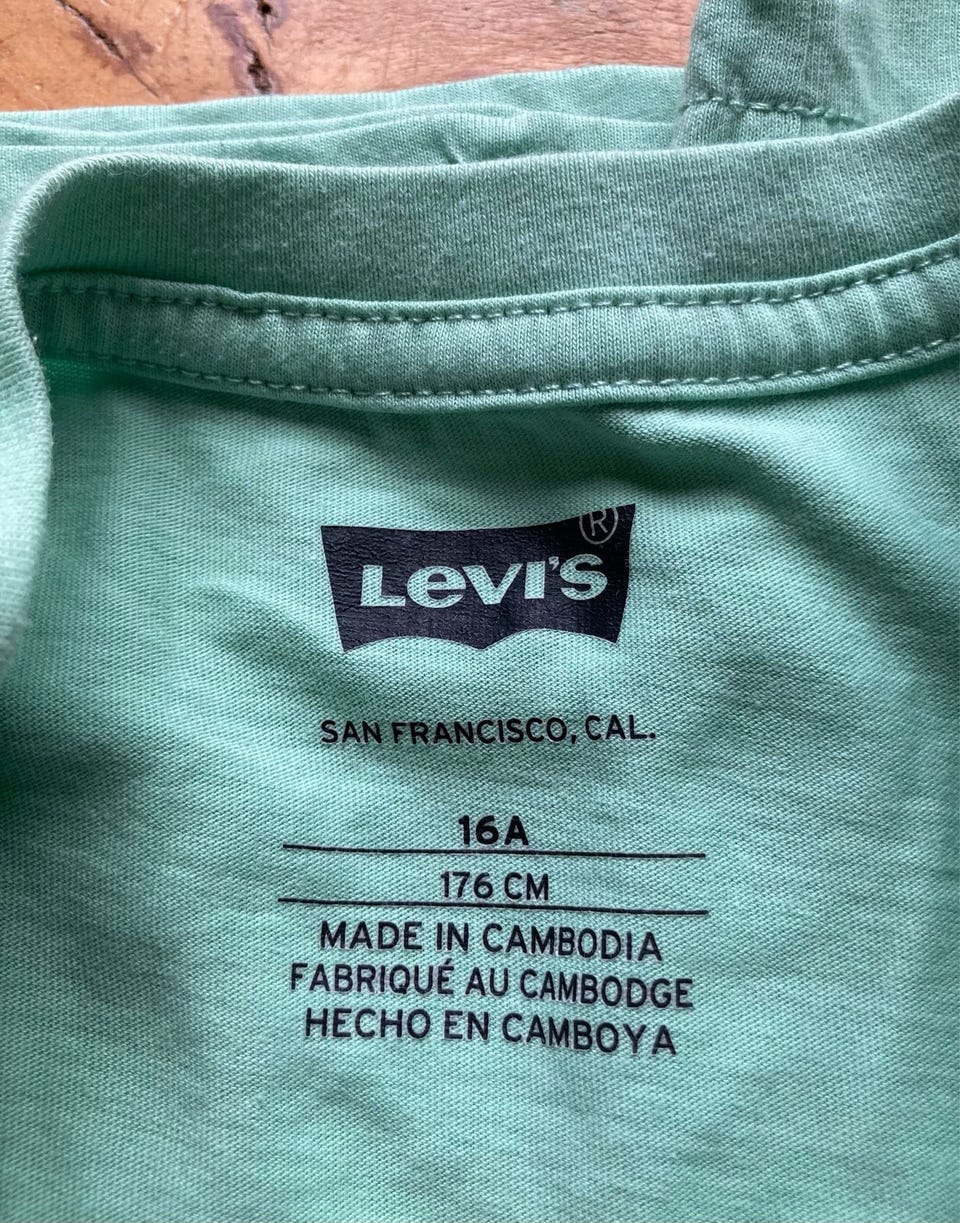 Levi's ®
SAN FRANCISCO, CAL.
16A
176 CM
MADE IN CAMBODIA
FABRIQUÉ AU CAMBODGE
HECHO EN CAMBOYA